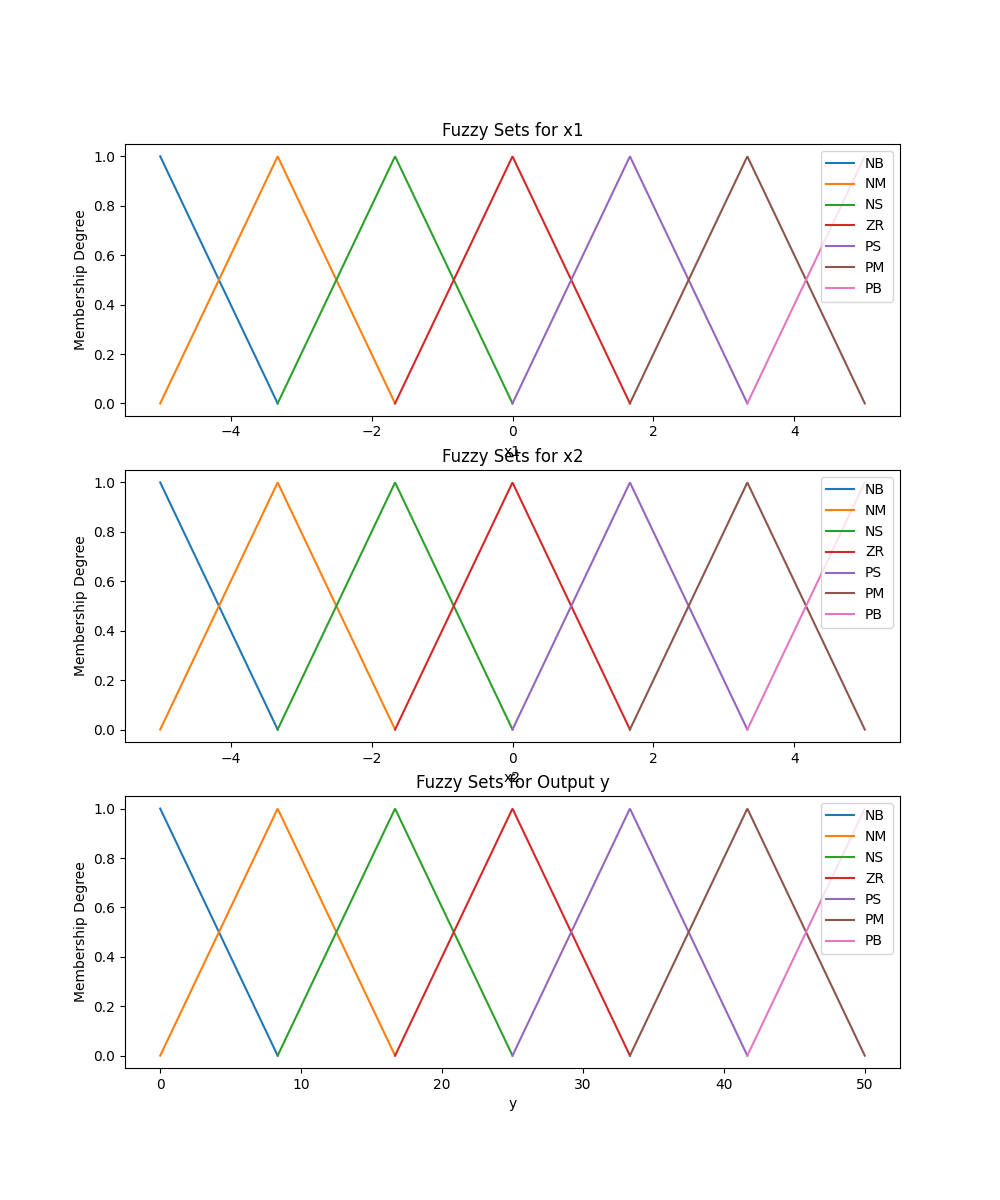 Fuzzy Sets for x1
Membership Degree
1.0
0.8
0.6
0.4
0.2
0.0
NB
NM
NS
ZR
PS
PM
PB
−4 −2 0 2 4
x1
Fuzzy Sets for x2
Membership Degree
1.0
0.8
0.6
0.4
0.2
0.0
NB
NM
NS
ZR
PS
PM
PB
−4 −2 0 2 4
x2
Fuzzy Sets for Output y
Membership Degree
1.0
0.8
0.6
0.4
0.2
0.0
NB
NM
NS
ZR
PS
PM
PB
0 10 20 30 40 50
y